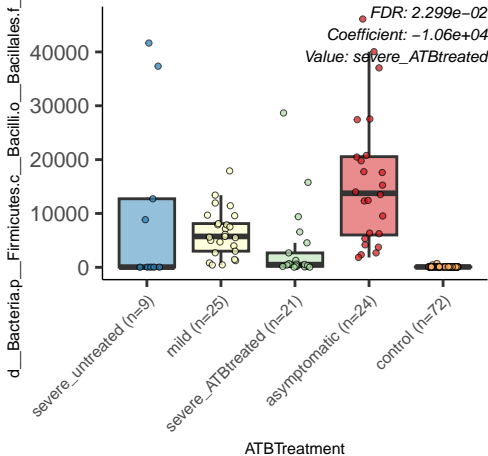 FDR: 2.299e−02
Coefficient: −1.06e+04
Value: severe_ATBtreated
d__Bacteria.p__Firmicutes.c__Bacilli.o__Bacillales.f_
40000
30000
20000
10000
0
severe_untreated (n=9)
mild (n=25)
severe_ATBtreated (n=21)
asymptomatic (n=24)
control (n=72)
ATBTreatment